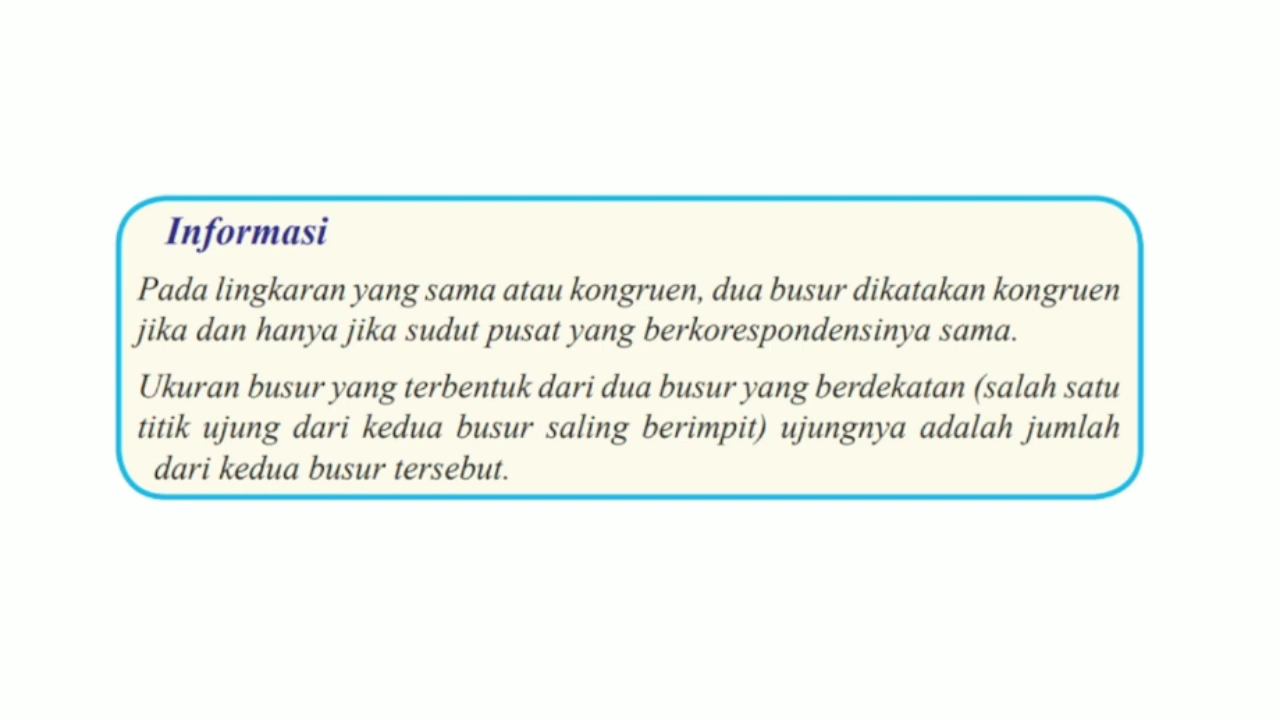 Informasi
Pada lingkaran yang sama atau kongruen, dua busur dikatakan kongruen
jika dan hanya jika sudut pusat yang berkorespondensinya sama.
Ukuran busur yang terbentuk dari dua busur yang berdekatan (salah satu
titik ujung dari kedua busur saling berimpit) ujungnya adalah jumlah
dari kedua busur tersebut.